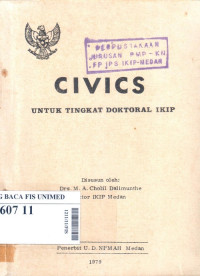 PERPUSTAKAAN
JURUSAN PMP-KN
FPIPS IKIP-MEDAN
CIVICS
UNTUK TINGKAT DOKTORAL IKIP
Disusun oleh:
Drs. M. A. Cholil Dalimunthe
tor IKIP Medan
G BACA FIS UNIMED
607 11
Penerbit U. D. Medan
1979